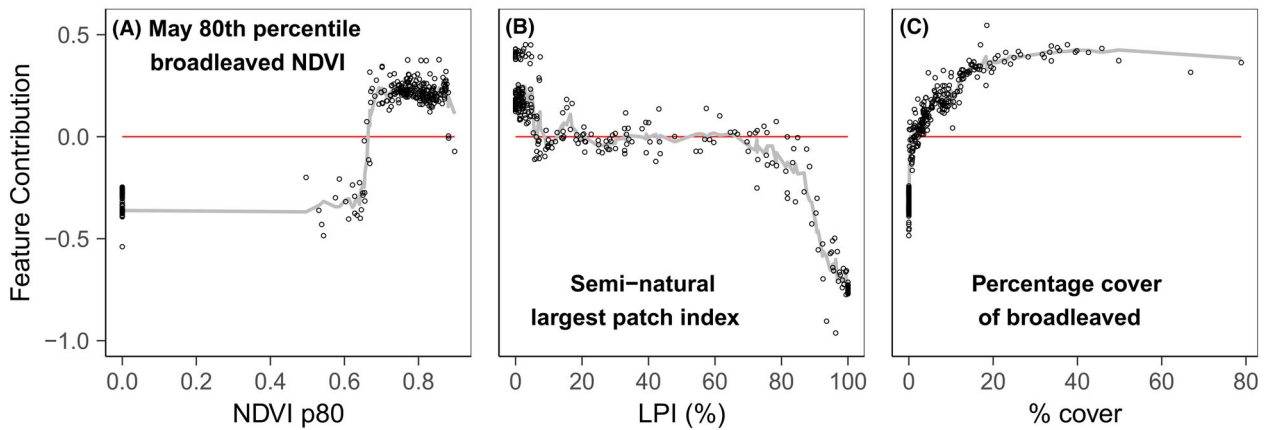 (A) May 80th percentile
broadleaved NDVI
(B)
(C)
0.5
0.0
−0.5
−1.0
Feature Contribution
Semi−natural
largest patch index
Percentage cover
of broadleaved
0.0 0.2 0.4 0.6 0.8
0 20 40 60 80 100
0 20 40 60 80
NDVI p80
LPI (%)
% cover